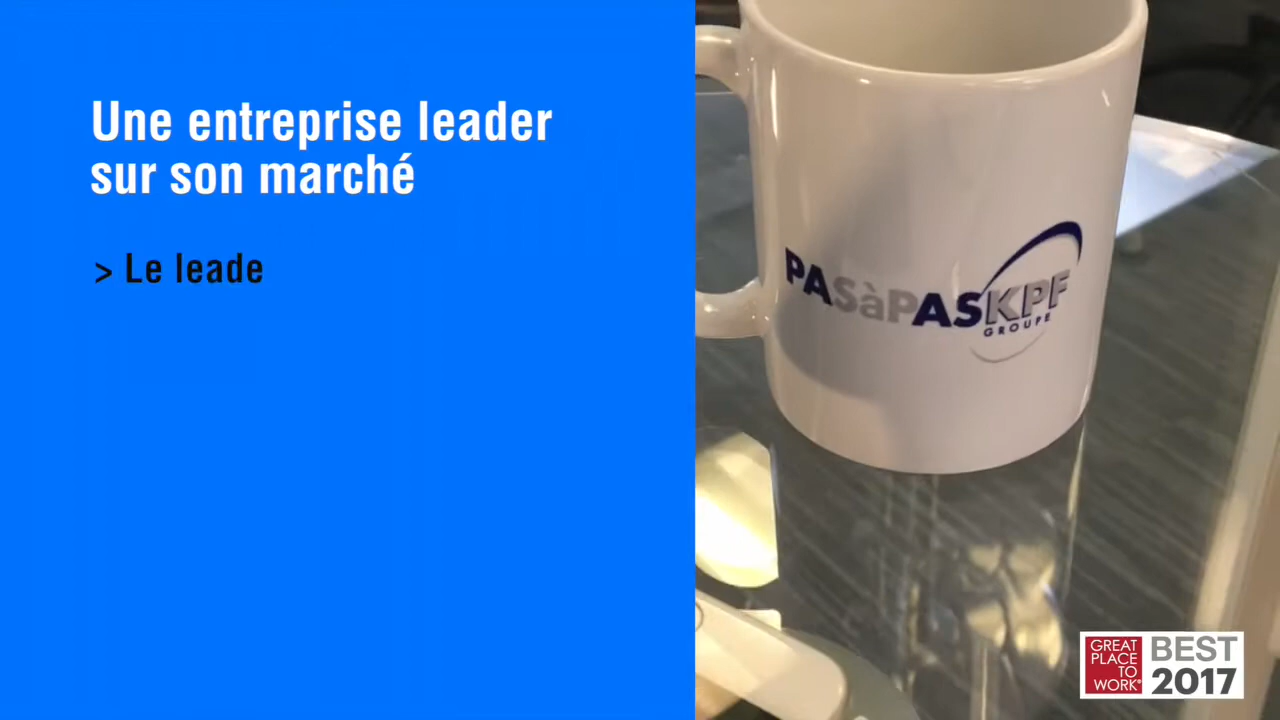 Une entreprise leader
sur son marché
> Le leade
PASàPASKPF
GROUPE
GREAT
PLACE
TO
WORK®
BEST
2017